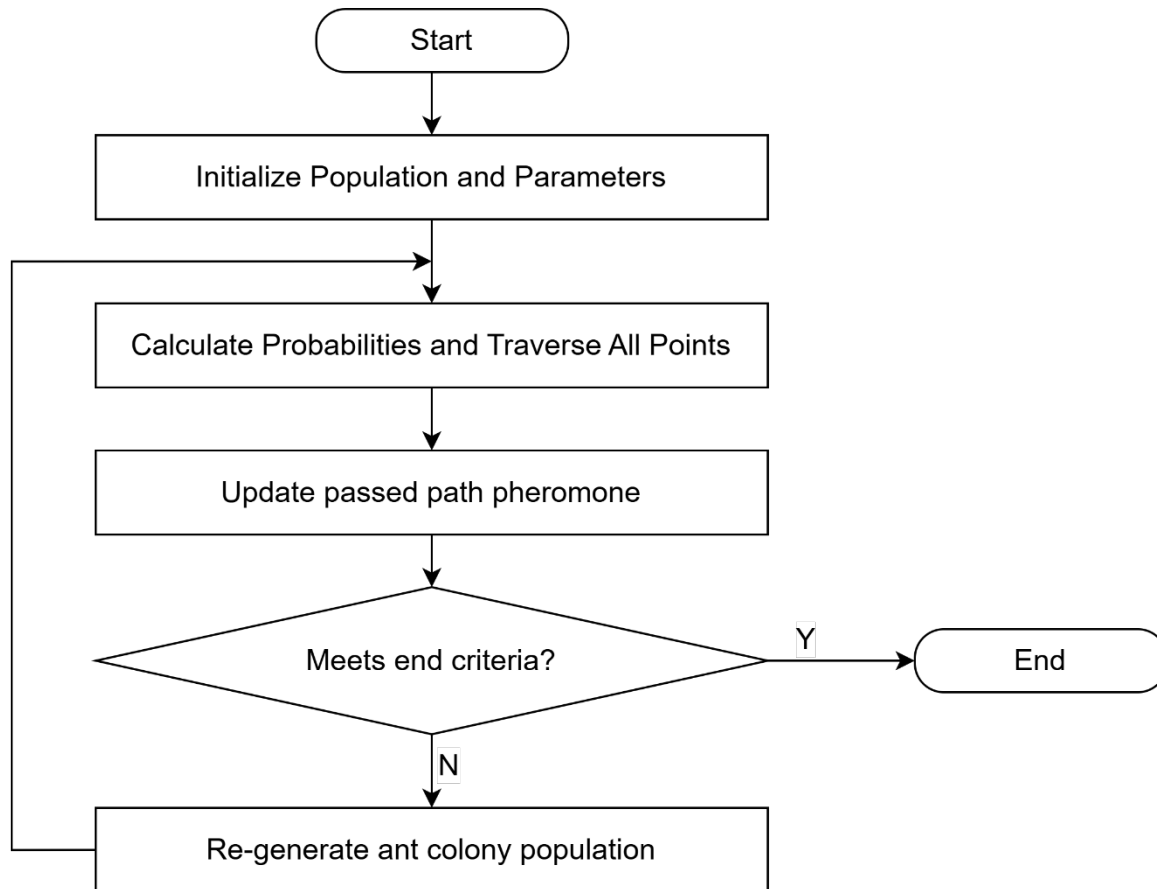 Start
Initialize Population and Parameters
Calculate Probabilities and Traverse All Points
Update passed path pheromone
Meets end criteria?
Y
End
N
Re-generate ant colony population